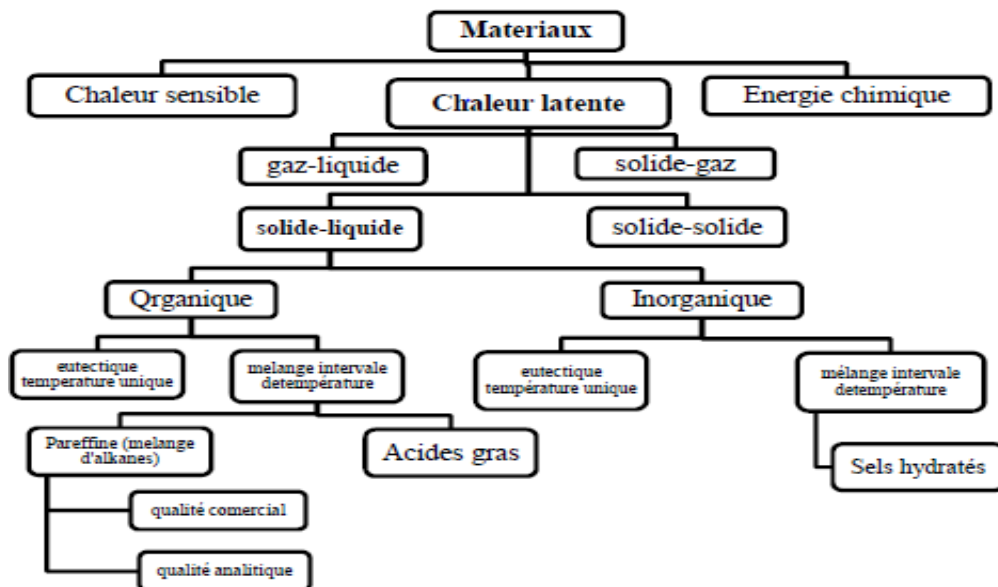 Materiaux
Chaleur sensible
Chaleur latente
Energie chimique
gaz-liquide
solide-gaz
solide-liquide
solide-solide
Qrganique
Inorganique
eutectique
temperature unique
melange intervale
detempérature
eutectique
température unique
mélange intervale
detempérature
Pareffine (melange
d'alkanes)
Acides gras
Sels hydratés
qualité comercial
qualité analitique